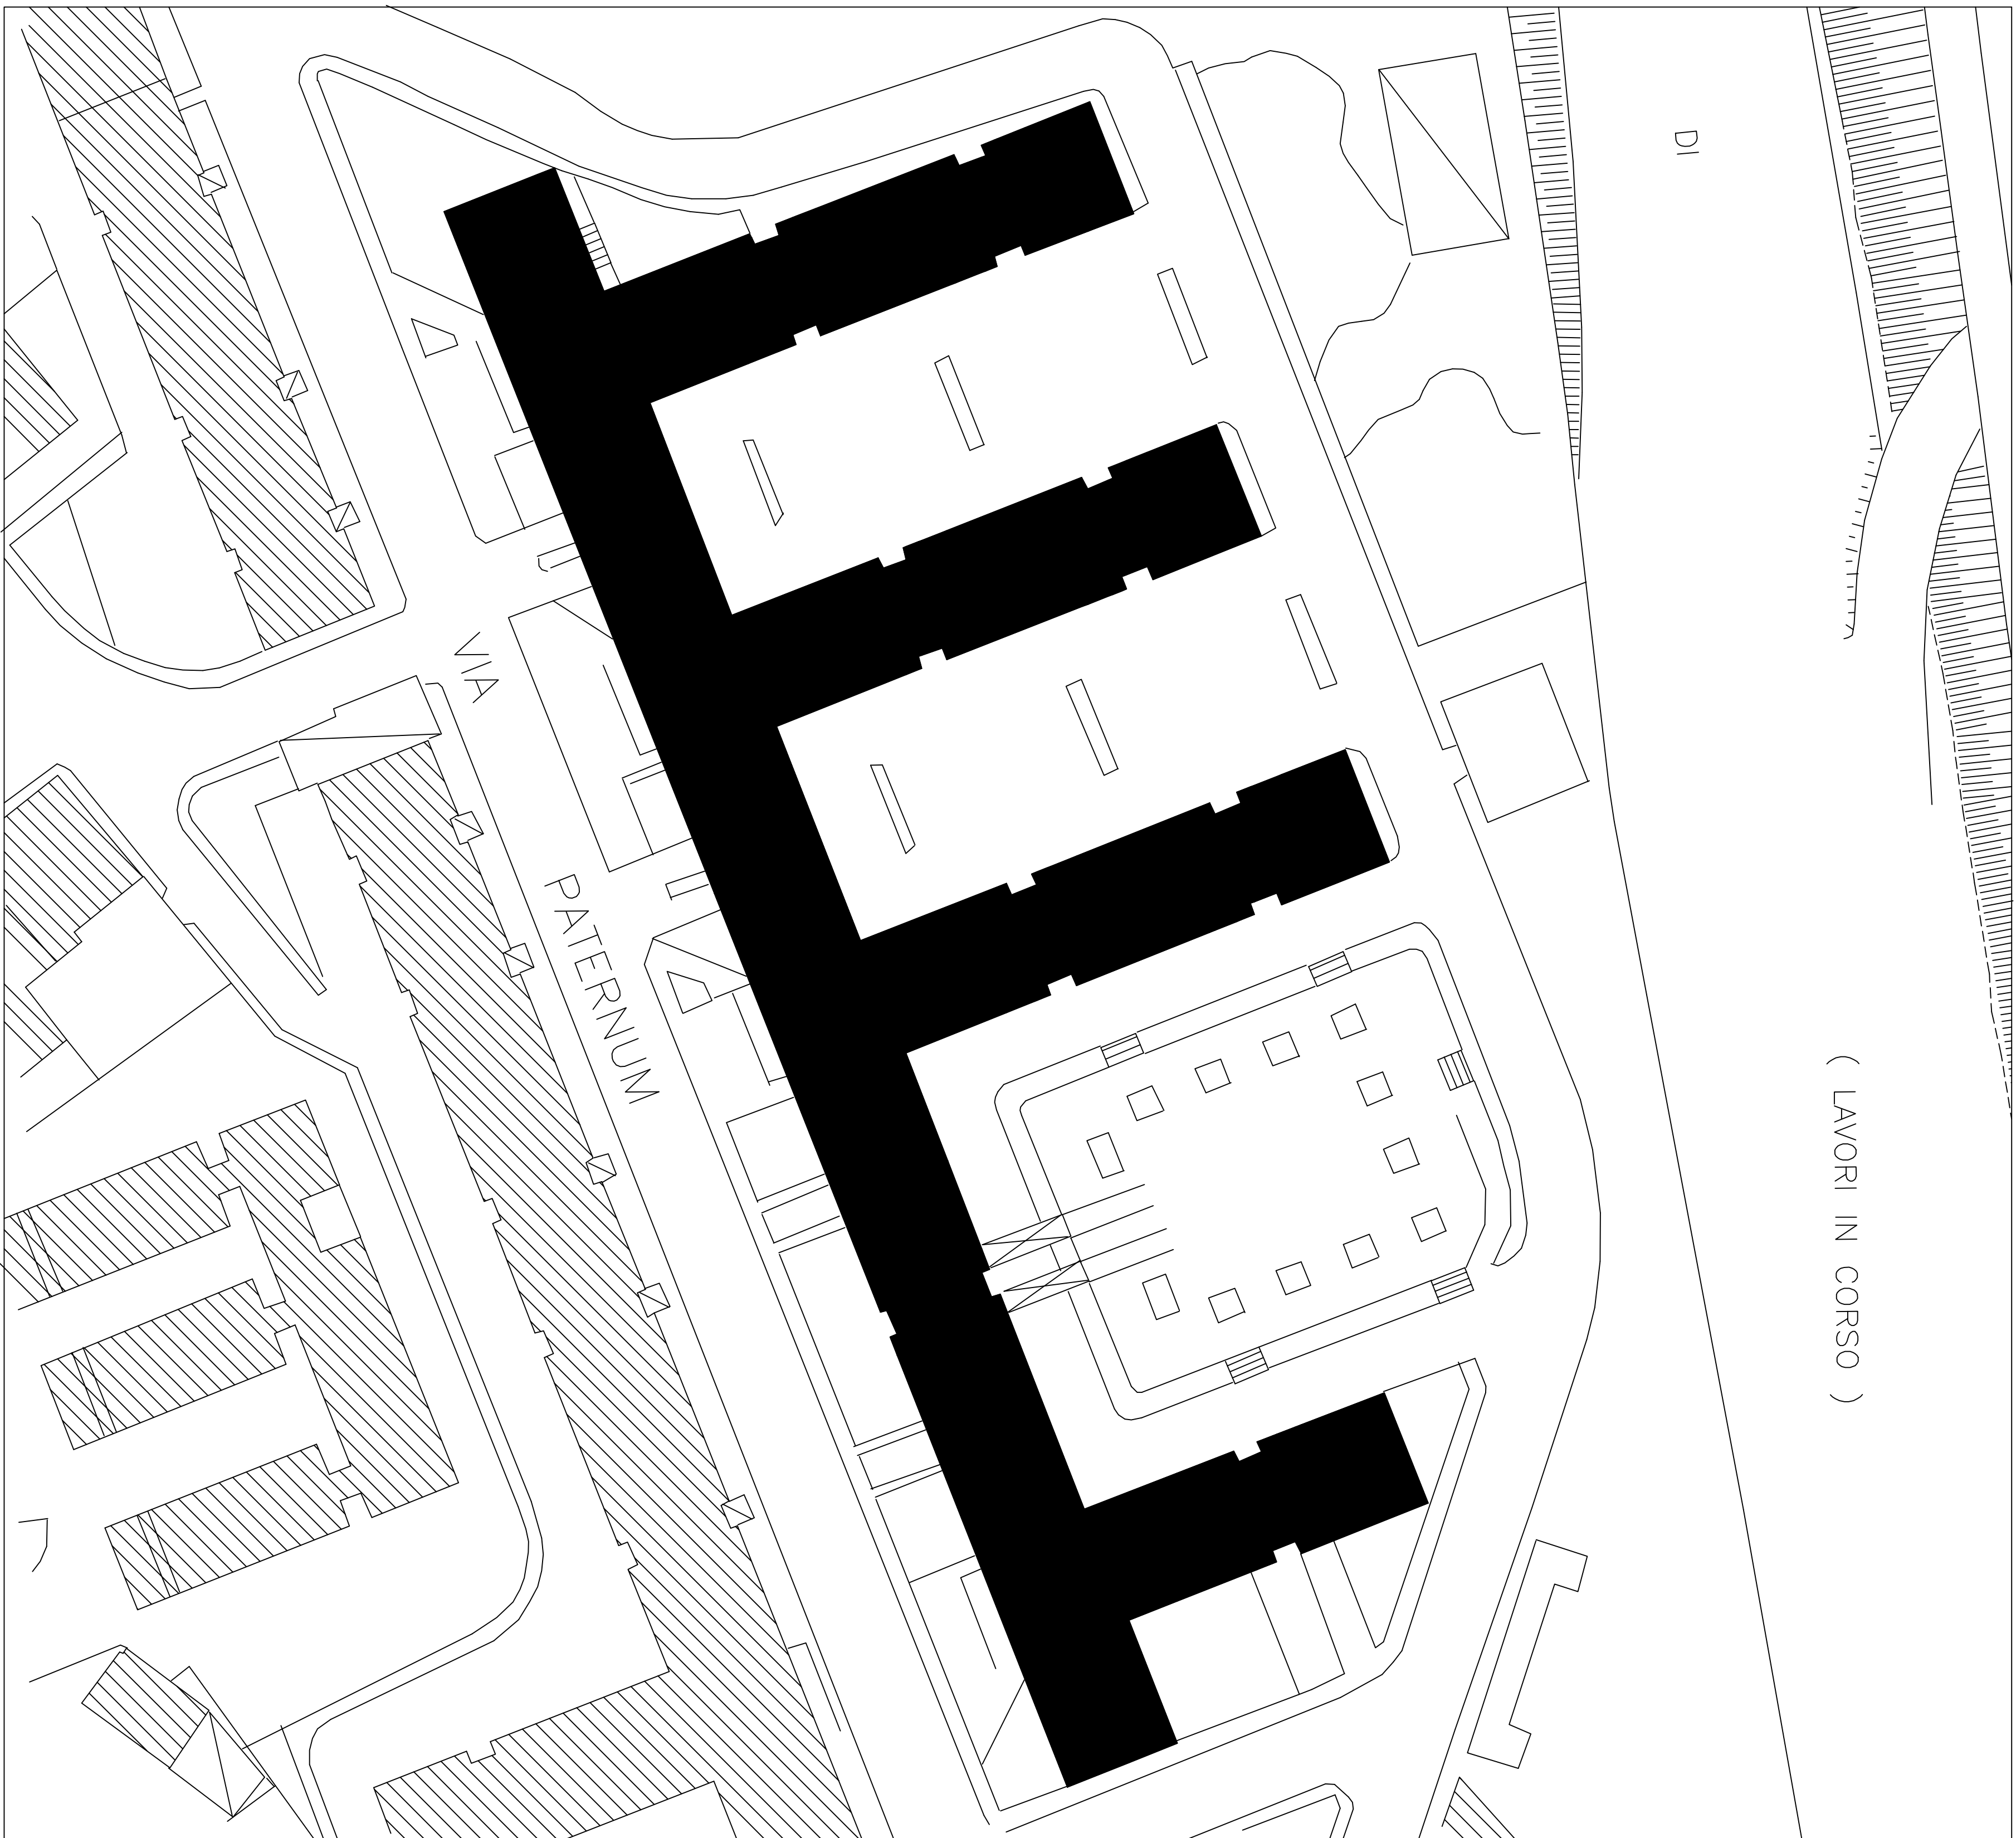 DI
VIA PATERNUM
( LAVORI IN CORSO )